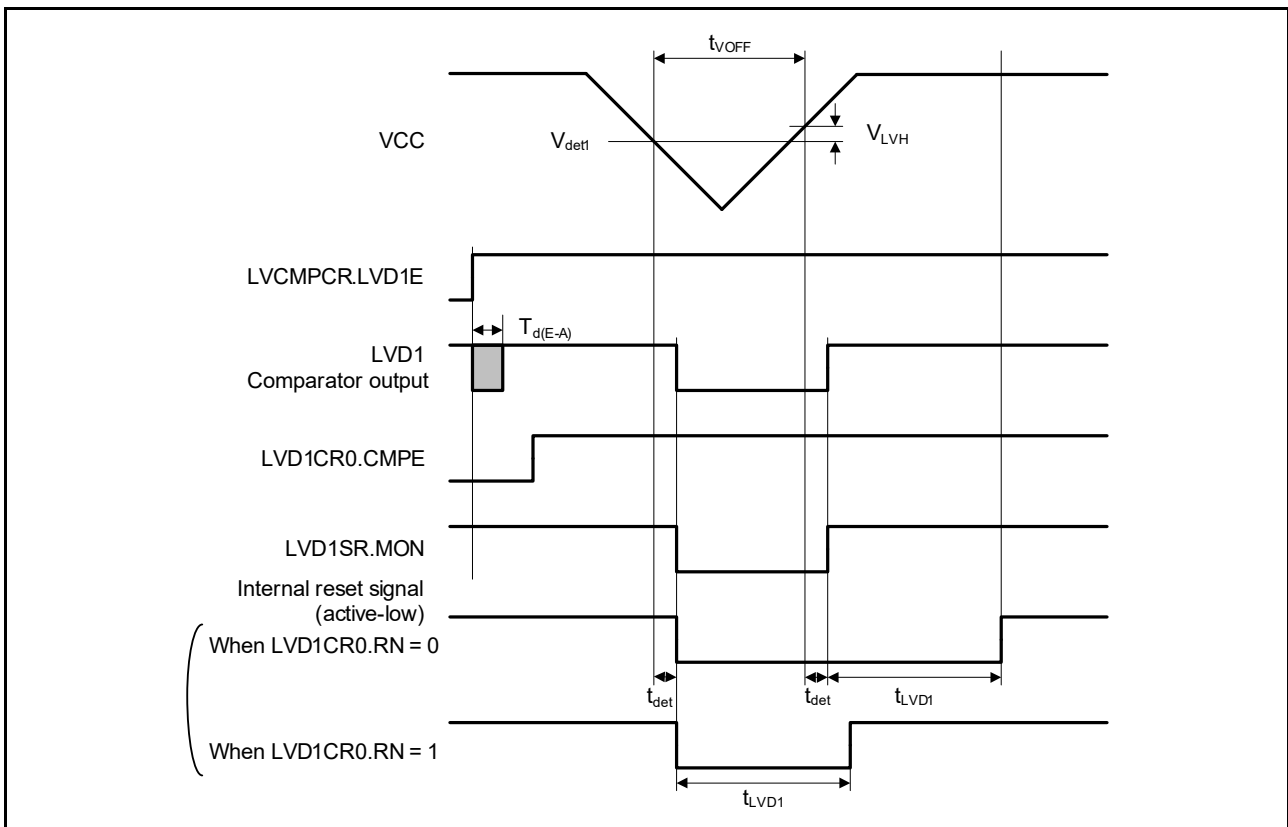 tVOFF
VCC
Vdet1
VLVH
LVCMPCR.LVD1E
Td(E-A)
LVD1
Comparator output
LVD1CR0.CMPE
LVD1SR.MON
Internal reset signal
(active-low)
When LVD1CR0.RN = 0
tdet
tdet
tLVD1
When LVD1CR0.RN = 1
tLVD1